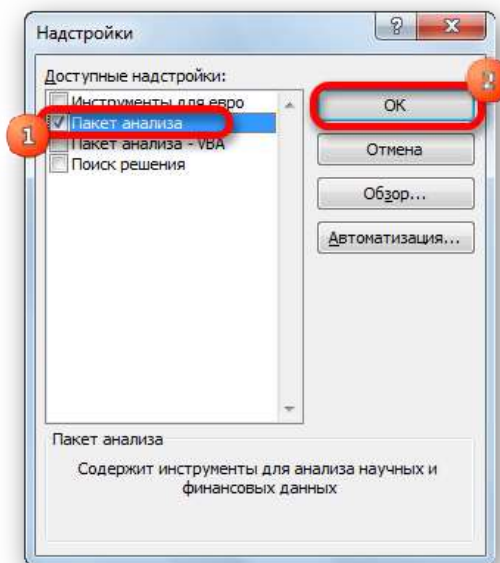 Надстройки
Доступные надстройки:
Инструменты для евро
Пакет анализа
Пакет анализа - VBA
Поиск решения
OK
Отмена
Обзор...
Автоматизация...
1
2
Пакет анализа
Содержит инструменты для анализа научных и
финансовых данных